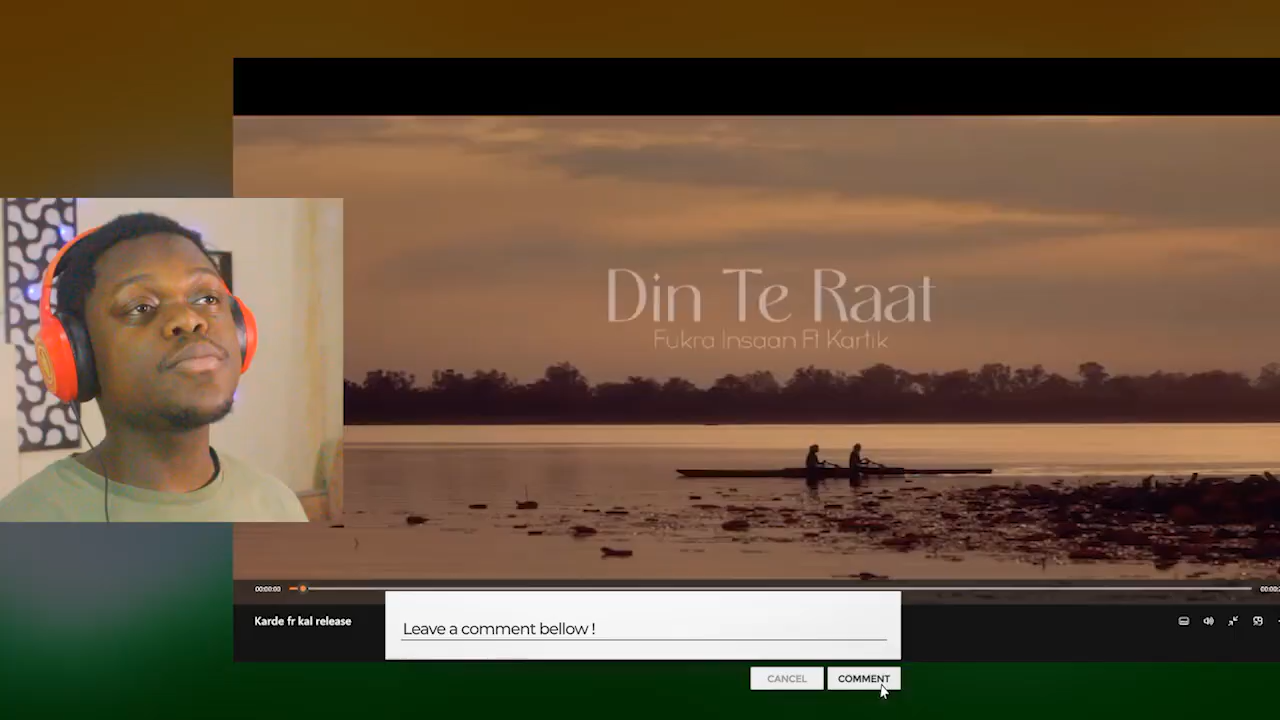 Din Te Raat
Fukra Insaan Ft Kartik
00:00:00
Karde fr kal release
Leave a comment bellow !
CANCEL
COMMENT